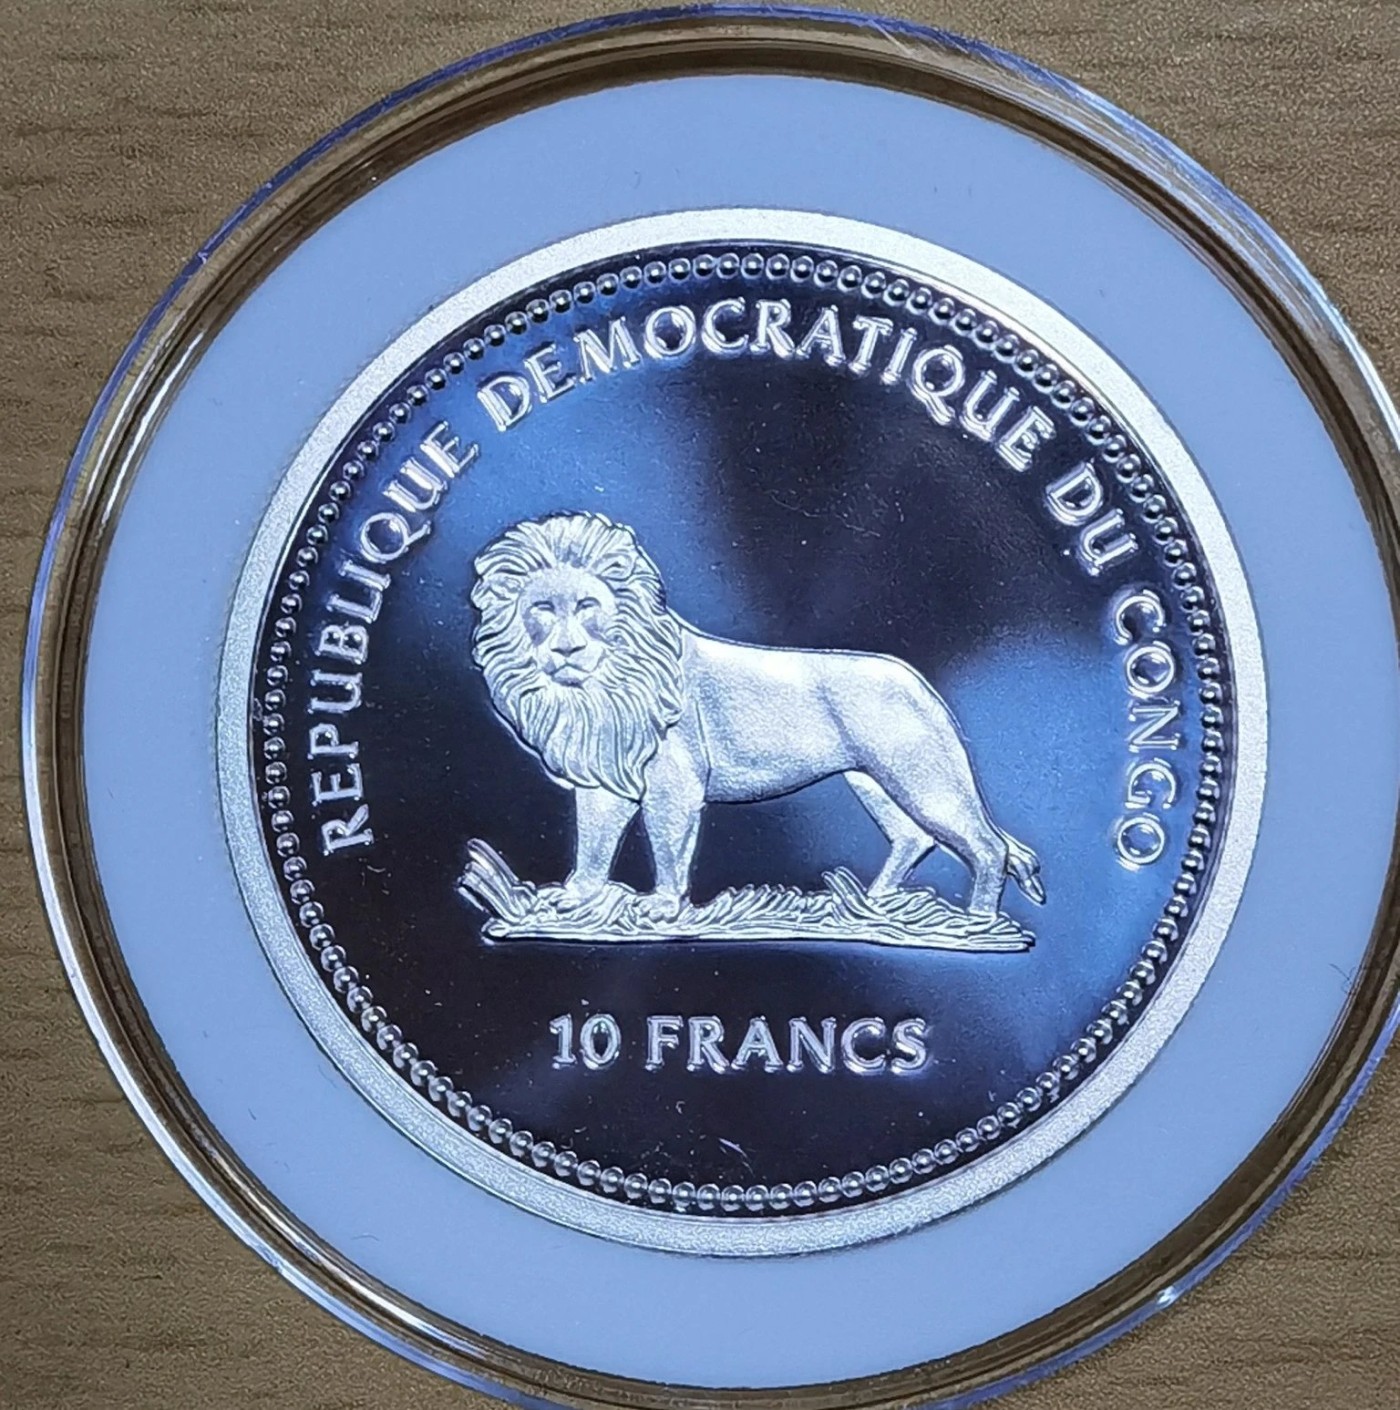 REPUBLIQUE DEMOCRATIQUE DU CONGO
10 FRANCS